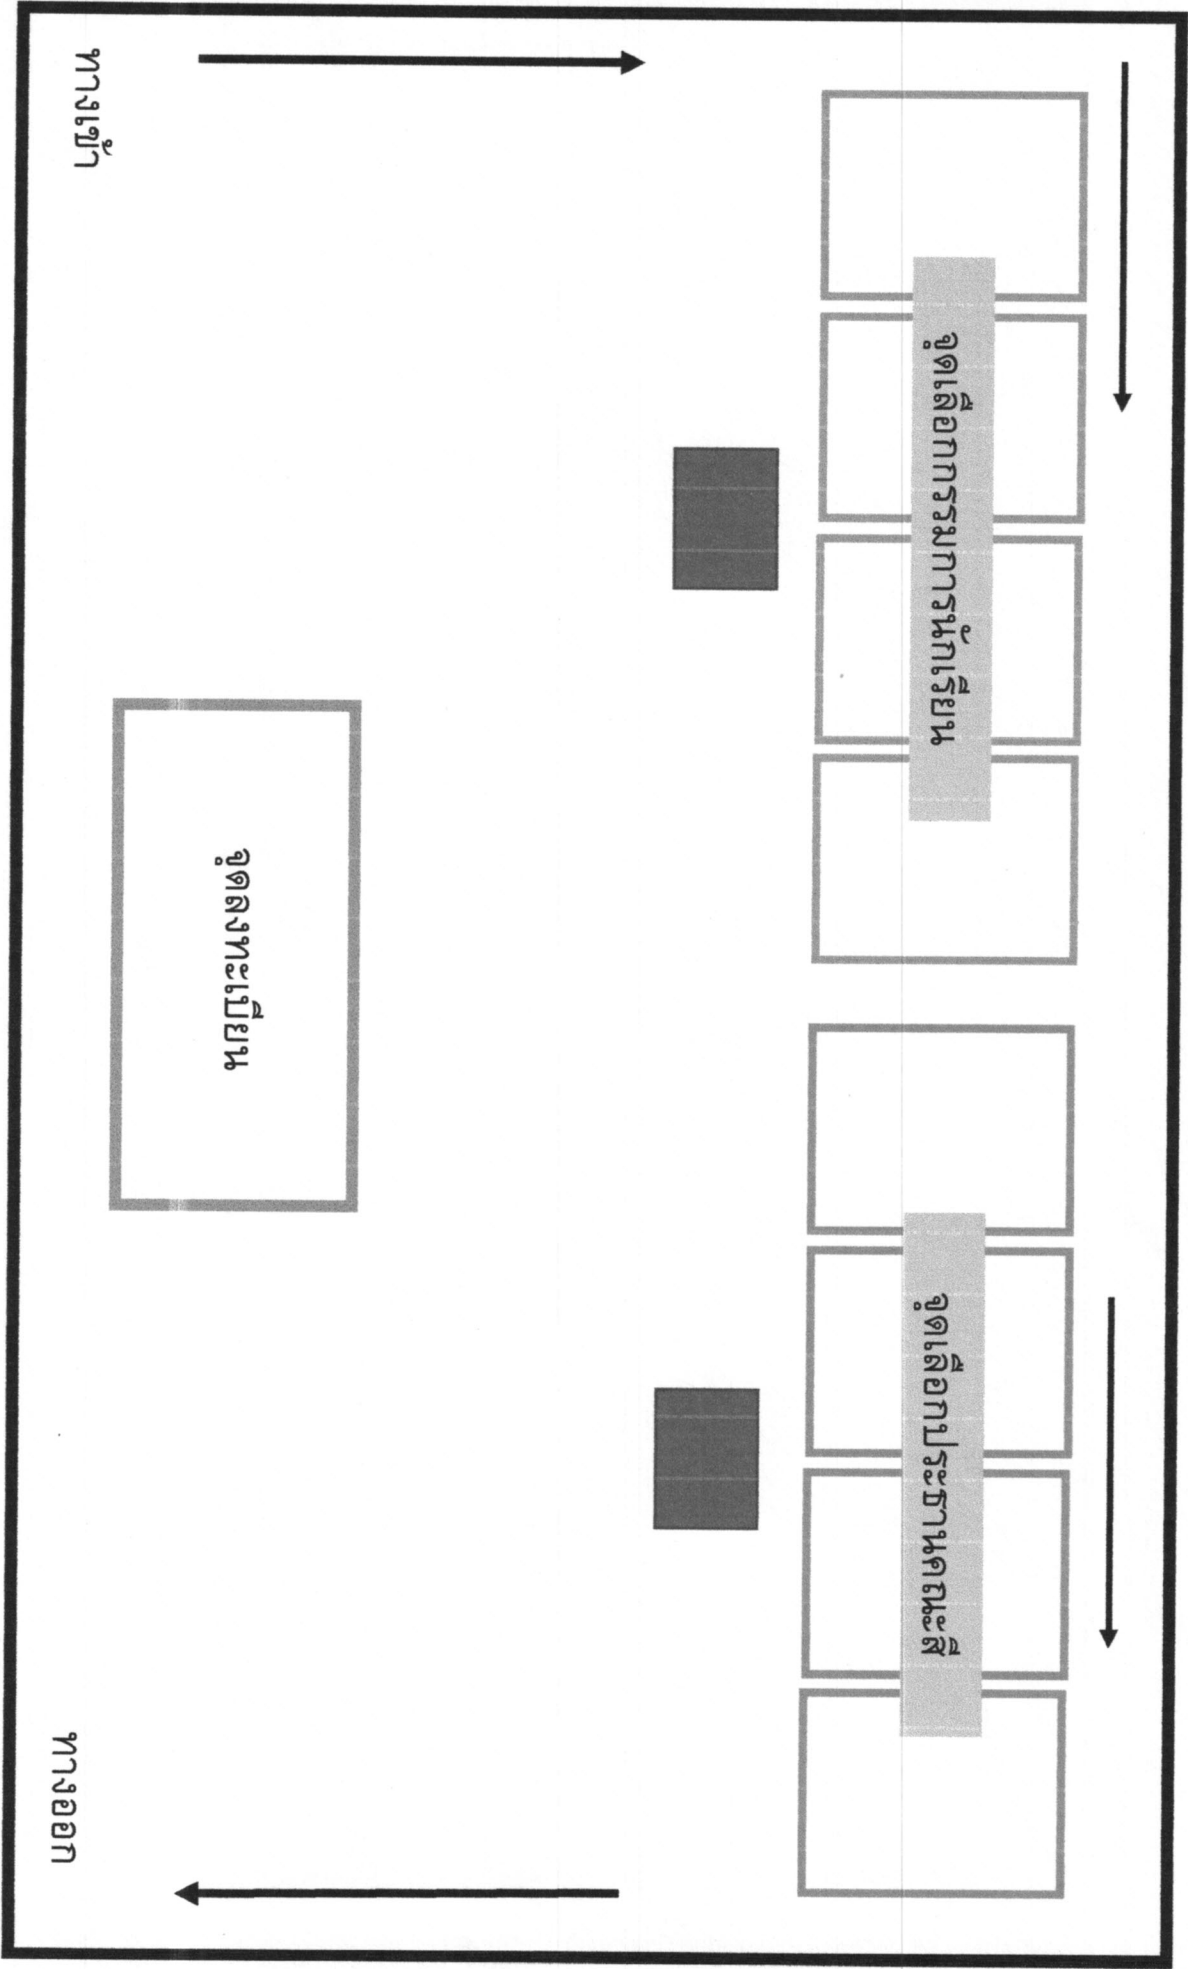 จุดเลือกกรรมการนักเรียน
จุดเลือกประธานคณะสี
จุดลงทะเบียน
ทางเข้า
ทางออก